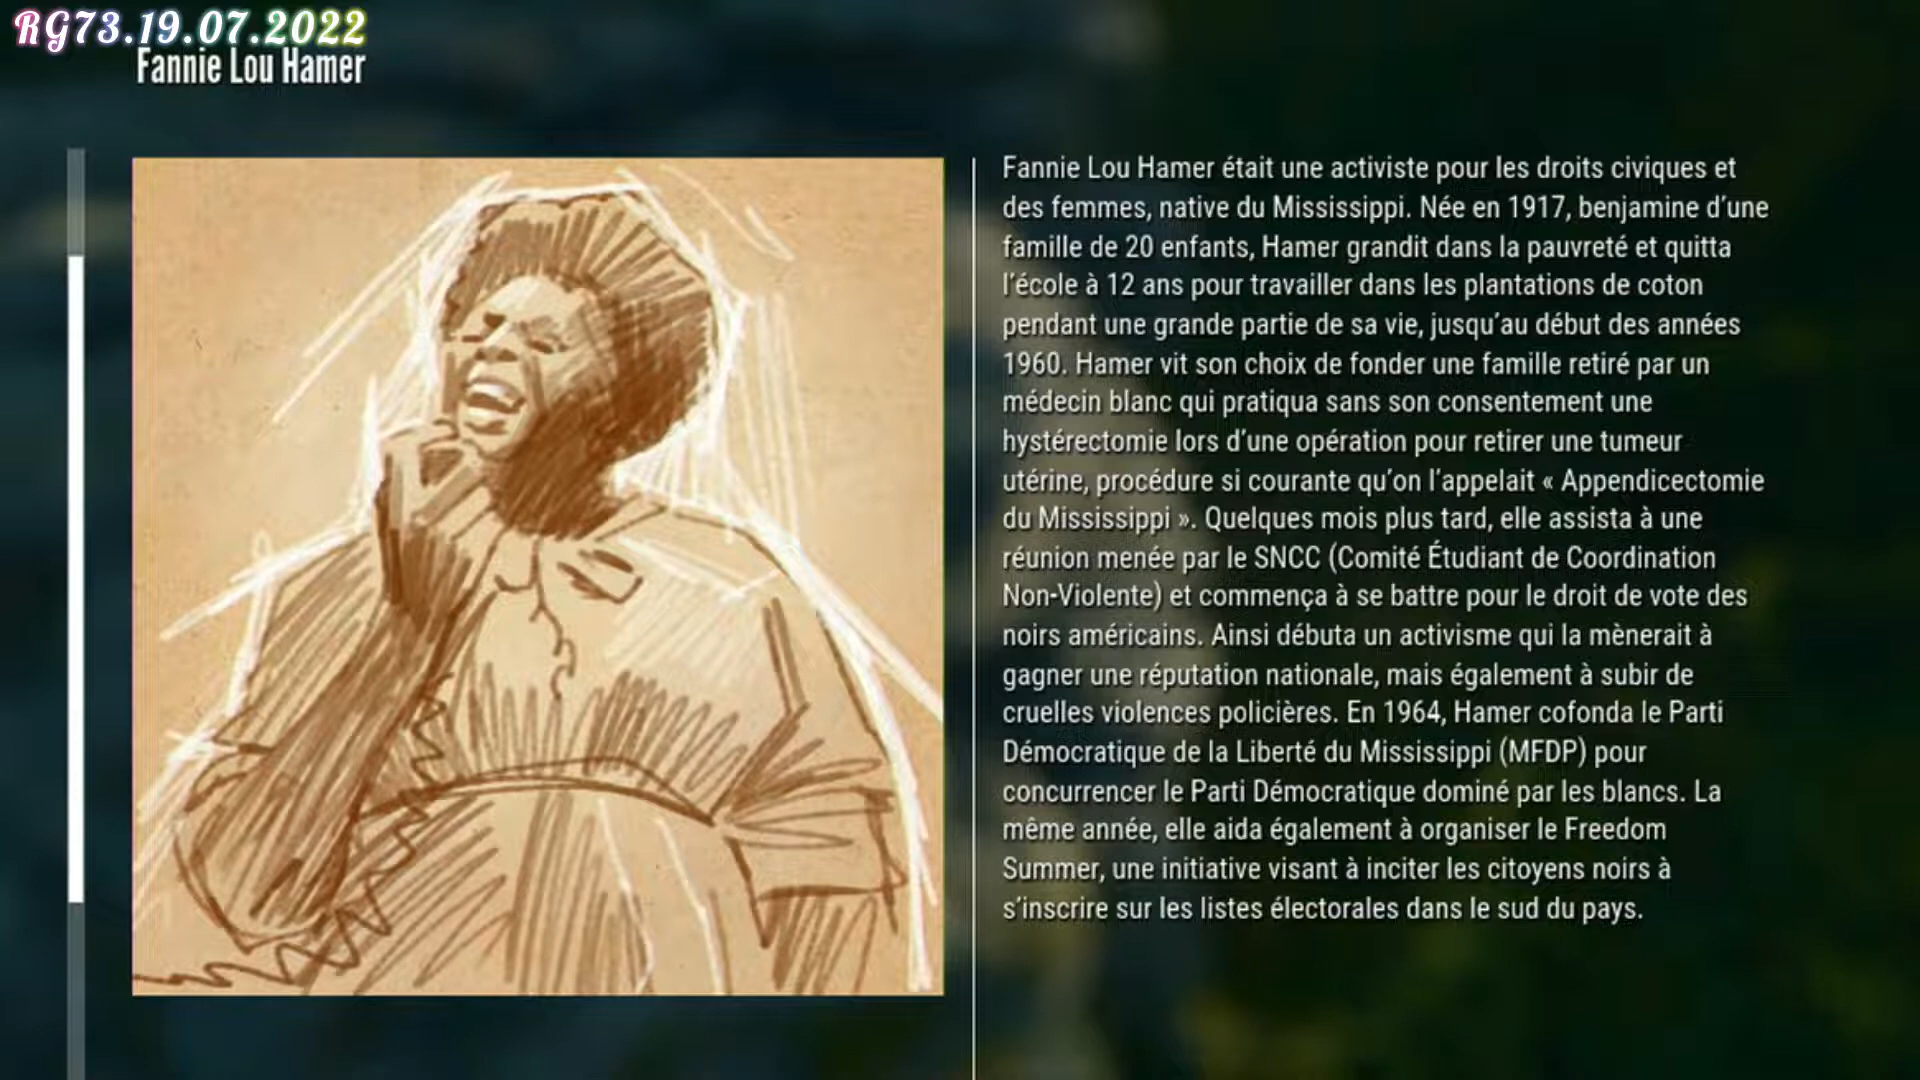 RG73.19.07.2022
Fannie Lou Hamer
Fannie Lou Hamer était une activiste pour les droits civiques et
des femmes, native du Mississippi. Née en 1917, benjamine d’une
famille de 20 enfants, Hamer grandit dans la pauvreté et quitta
l’école à 12 ans pour travailler dans les plantations de coton
pendant une grande partie de sa vie, jusqu’au début des années
1960. Hamer vit son choix de fonder une famille retiré par un
médecin blanc qui pratiqua sans son consentement une
hystérectomie lors d’une opération pour retirer une tumeur
utérine, procédure si courante qu’on l’appelait « Appendicectomie
du Mississippi ». Quelques mois plus tard, elle assista à une
réunion menée par le SNCC (Comité Étudiant de Coordination
Non-Violente) et commença à se battre pour le droit de vote des
noirs américains. Ainsi débuta un activisme qui la mènerait à
gagner une réputation nationale, mais également à subir de
cruelles violences policières. En 1964, Hamer cofonda le Parti
Démocratique de la Liberté du Mississippi (MFDP) pour
concurrencer le Parti Démocratique dominé par les blancs. La
même année, elle aida également à organiser le Freedom
Summer, une initiative visant à inciter les citoyens noirs à
s’inscrire sur les listes électorales dans le sud du pays.